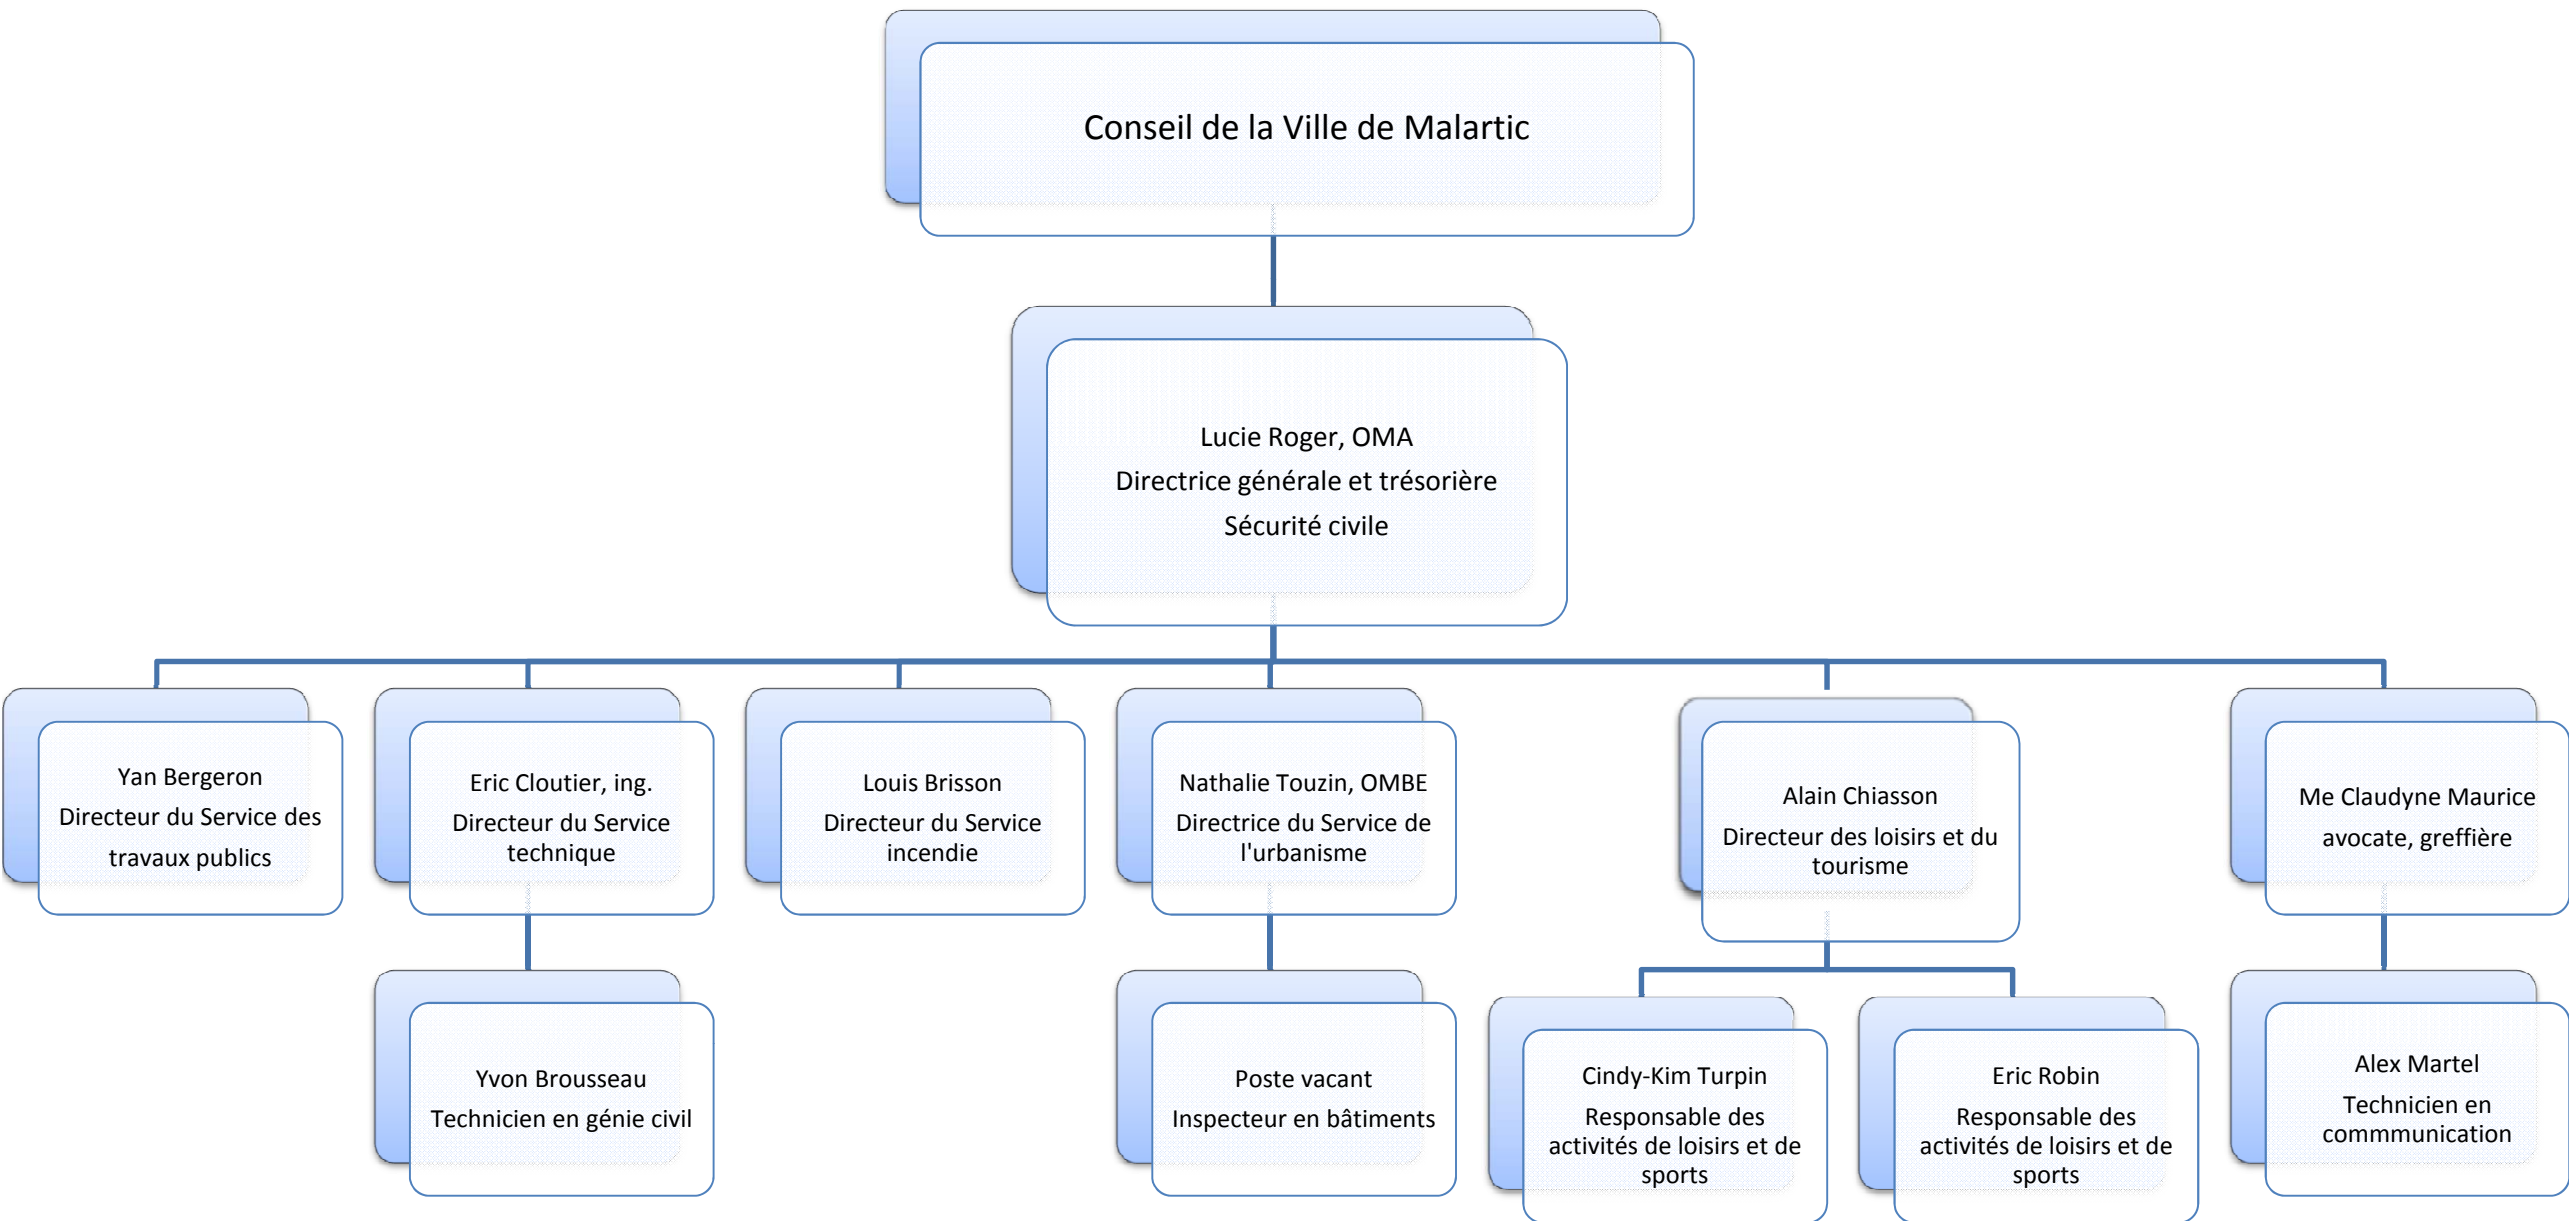 Conseil de la Ville de Malartic
Lucie Roger, OMA
Directrice générale et trésorière
Sécurité civile
Yan Bergeron
Directeur du Service des
travaux publics
Eric Cloutier, ing.
Directeur du Service
technique
Louis Brisson
Directeur du Service
incendie
Nathalie Touzin, OMBE
Directrice du Service de
l'urbanisme
Alain Chiasson
Directeur des loisirs et du
tourisme
Me Claudyne Maurice
avocate, greffière
Yvon Brousseau
Technicien en génie civil
Poste vacant
Inspecteur en bâtiments
Cindy-Kim Turpin
Responsable des
activités de loisirs et de
sports
Eric Robin
Responsable des
activités de loisirs et de
sports
Alex Martel
Technicien en
commmunication